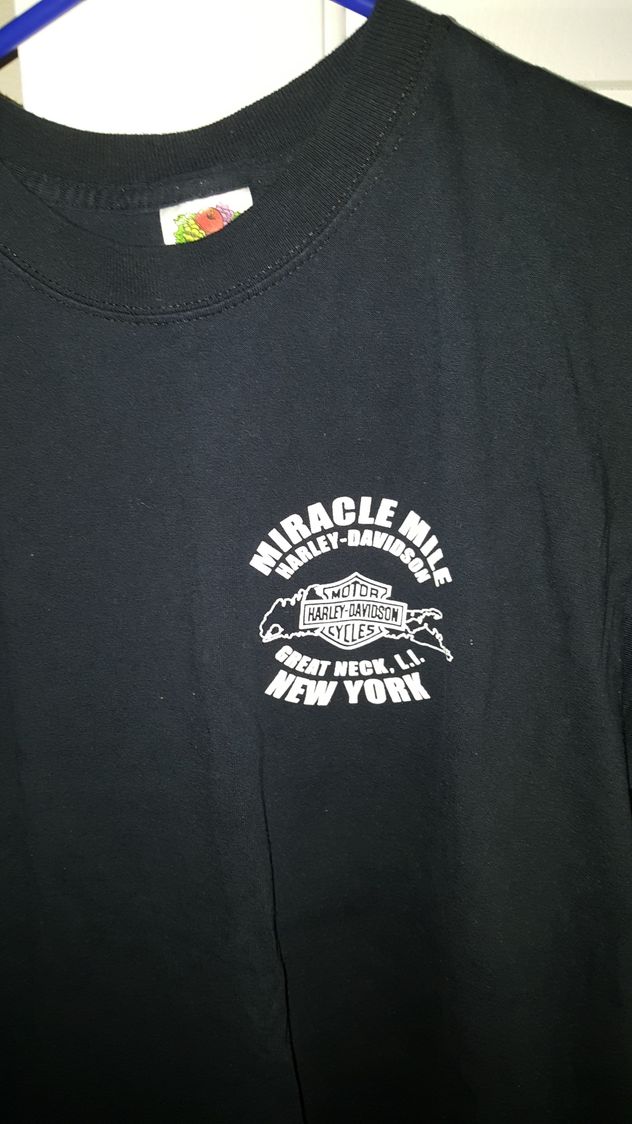 MIRACLE MILE
HARLEY-DAVIDSON
MOTOR
HARLEY-DAVIDSON
CYCLES
GREAT NECK, L.I.
NEW YORK